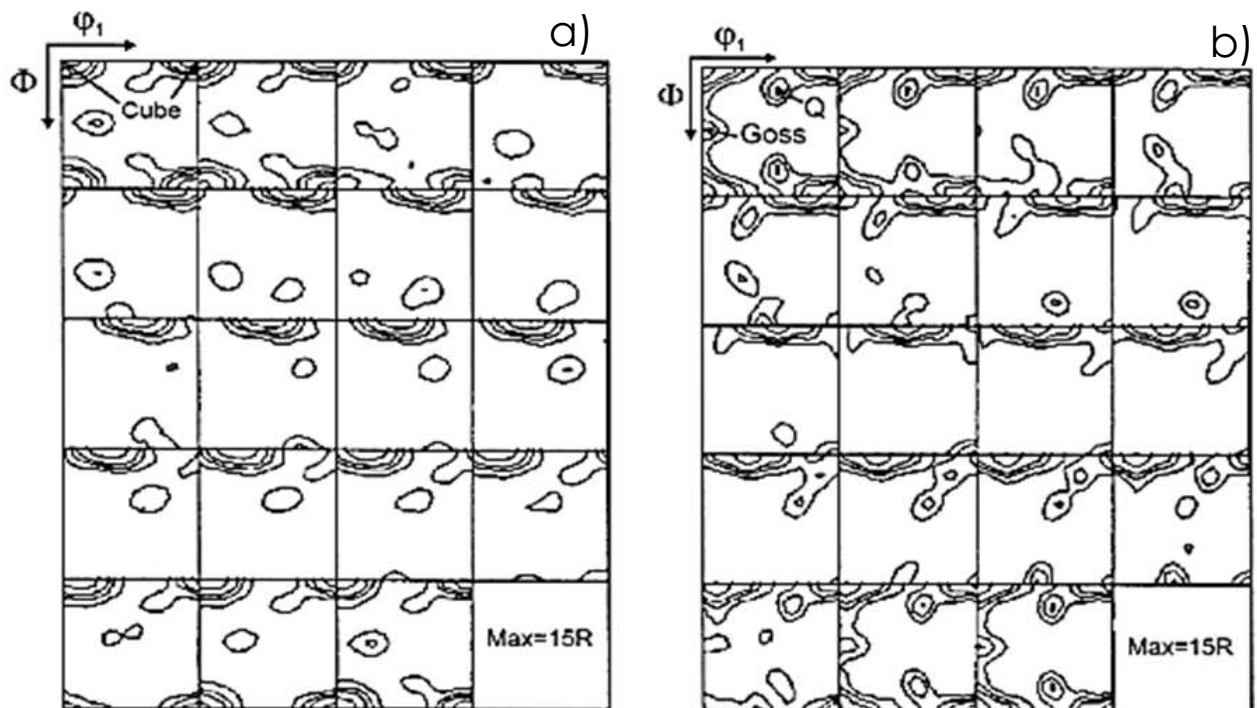 φ₁
a)
Φ
Cube
Max=15R
φ₁
b)
Φ
Q
Goss
Max=15R